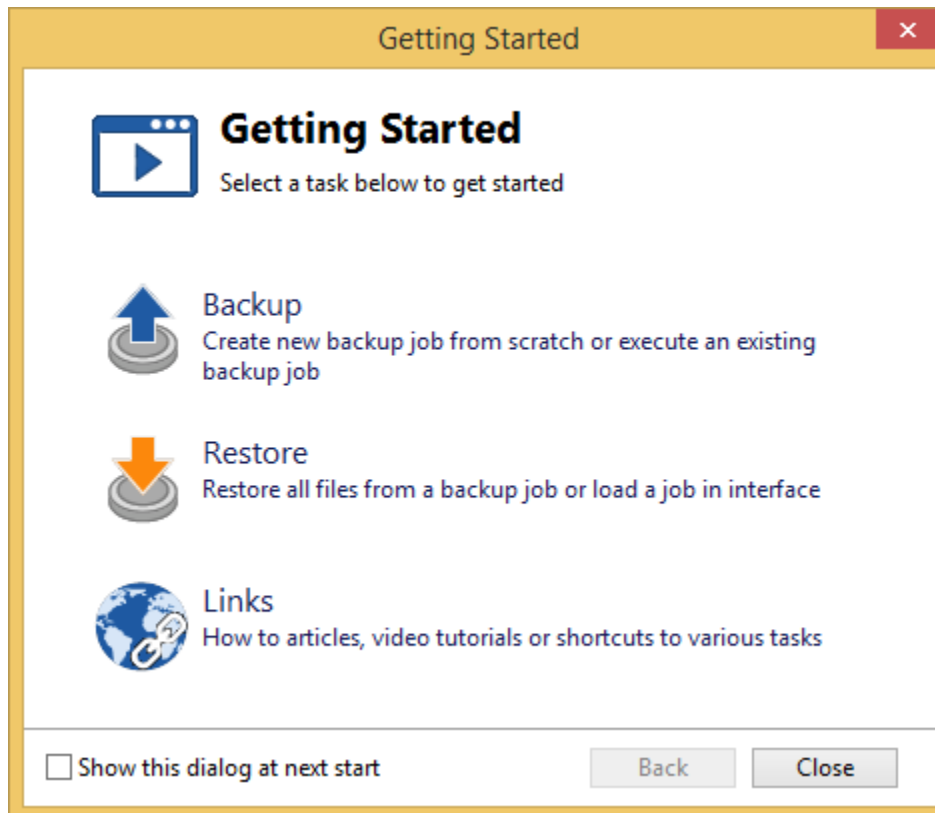 Getting Started
Getting Started
Select a task below to get started
Backup
Create new backup job from scratch or execute an existing
backup job
Restore
Restore all files from a backup job or load a job in interface
Links
How to articles, video tutorials or shortcuts to various tasks
Show this dialog at next start
Back
Close